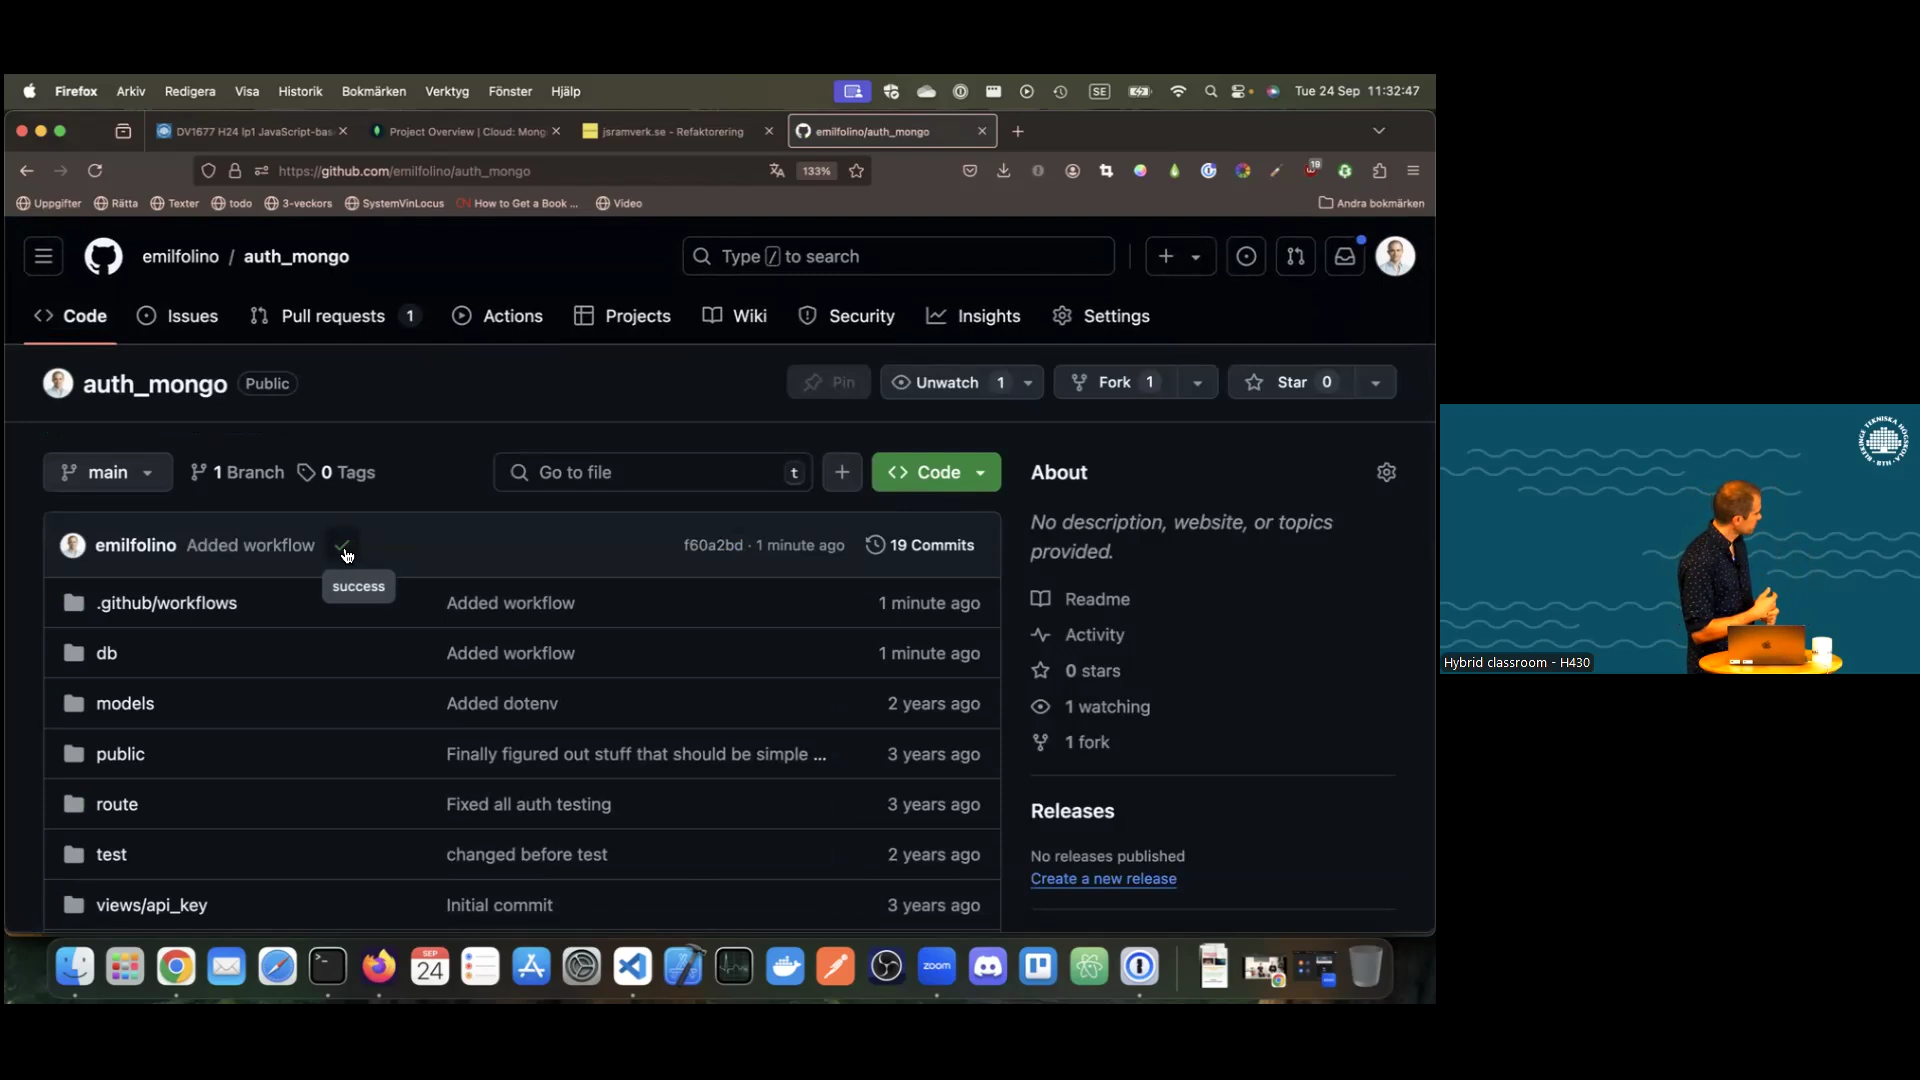 Firefox Arkiv Redigera Visa Historik Bokmärken Verktyg Fönster Hjälp SE Tue 24 Sep 11:32:47
DV1677 H24 lp1 JavaScript-bas Project Overview | Cloud: Mong jsramverk.se - Refaktorering emilfolino/auth_mongo
https://github.com/emilfolino/auth_mongo 133% 19
Uppgifter Rätta Texter todo 3-veckors SystemVinLocus How to Get a Book ... Video Andra bokmärken
emilfolino / auth_mongo Type / to search
Code Issues Pull requests 1 Actions Projects Wiki Security Insights Settings
auth_mongo Public Pin Unwatch 1 Fork 1 Star 0
main 1 Branch 0 Tags Go to file t Code About
No description, website, or topics
provided.
emilfolino Added workflow f60a2bd · 1 minute ago 19 Commits
success
.github/workflows Added workflow 1 minute ago
Readme
db Added workflow 1 minute ago
Activity
0 stars
models Added dotenv 2 years ago
1 watching
public Finally figured out stuff that should be simple ... 3 years ago
1 fork
route Fixed all auth testing 3 years ago
Releases
test changed before test 2 years ago
No releases published
Create a new release
views/api_key Initial commit 3 years ago
SEP
24
zoom
Hybrid classroom - H430
BLEKINGE TEKNISKA HÖGSKOLA · BTH ·